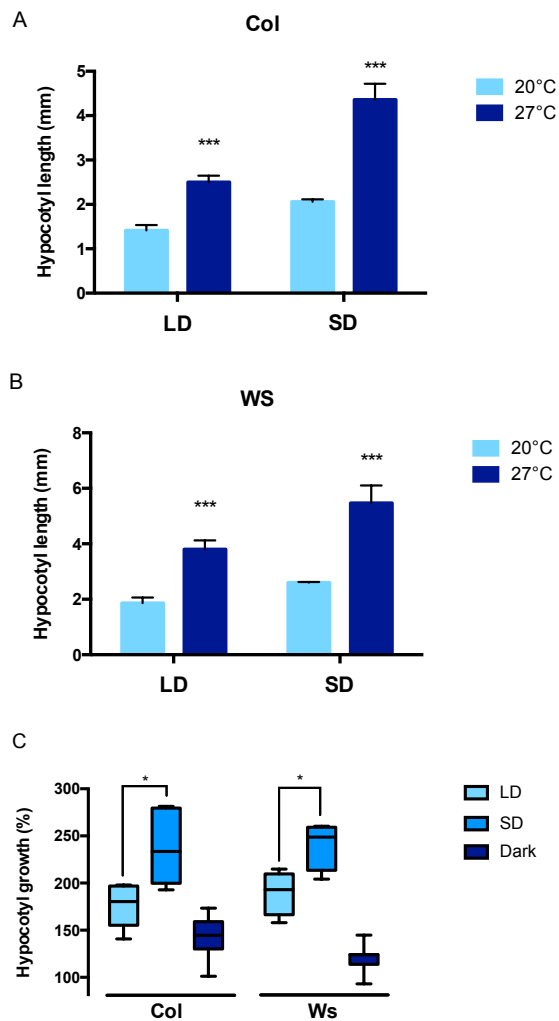 A
Col
Hypocotyl length (mm)
5
4
3
2
1
0
***
***
LD
SD
20°C
27°C
B
WS
Hypocotyl length (mm)
8
6
4
2
0
***
***
LD
SD
20°C
27°C
C
Hypocotyl growth (%)
300
250
200
150
100
*
*
Col
Ws
LD
SD
Dark